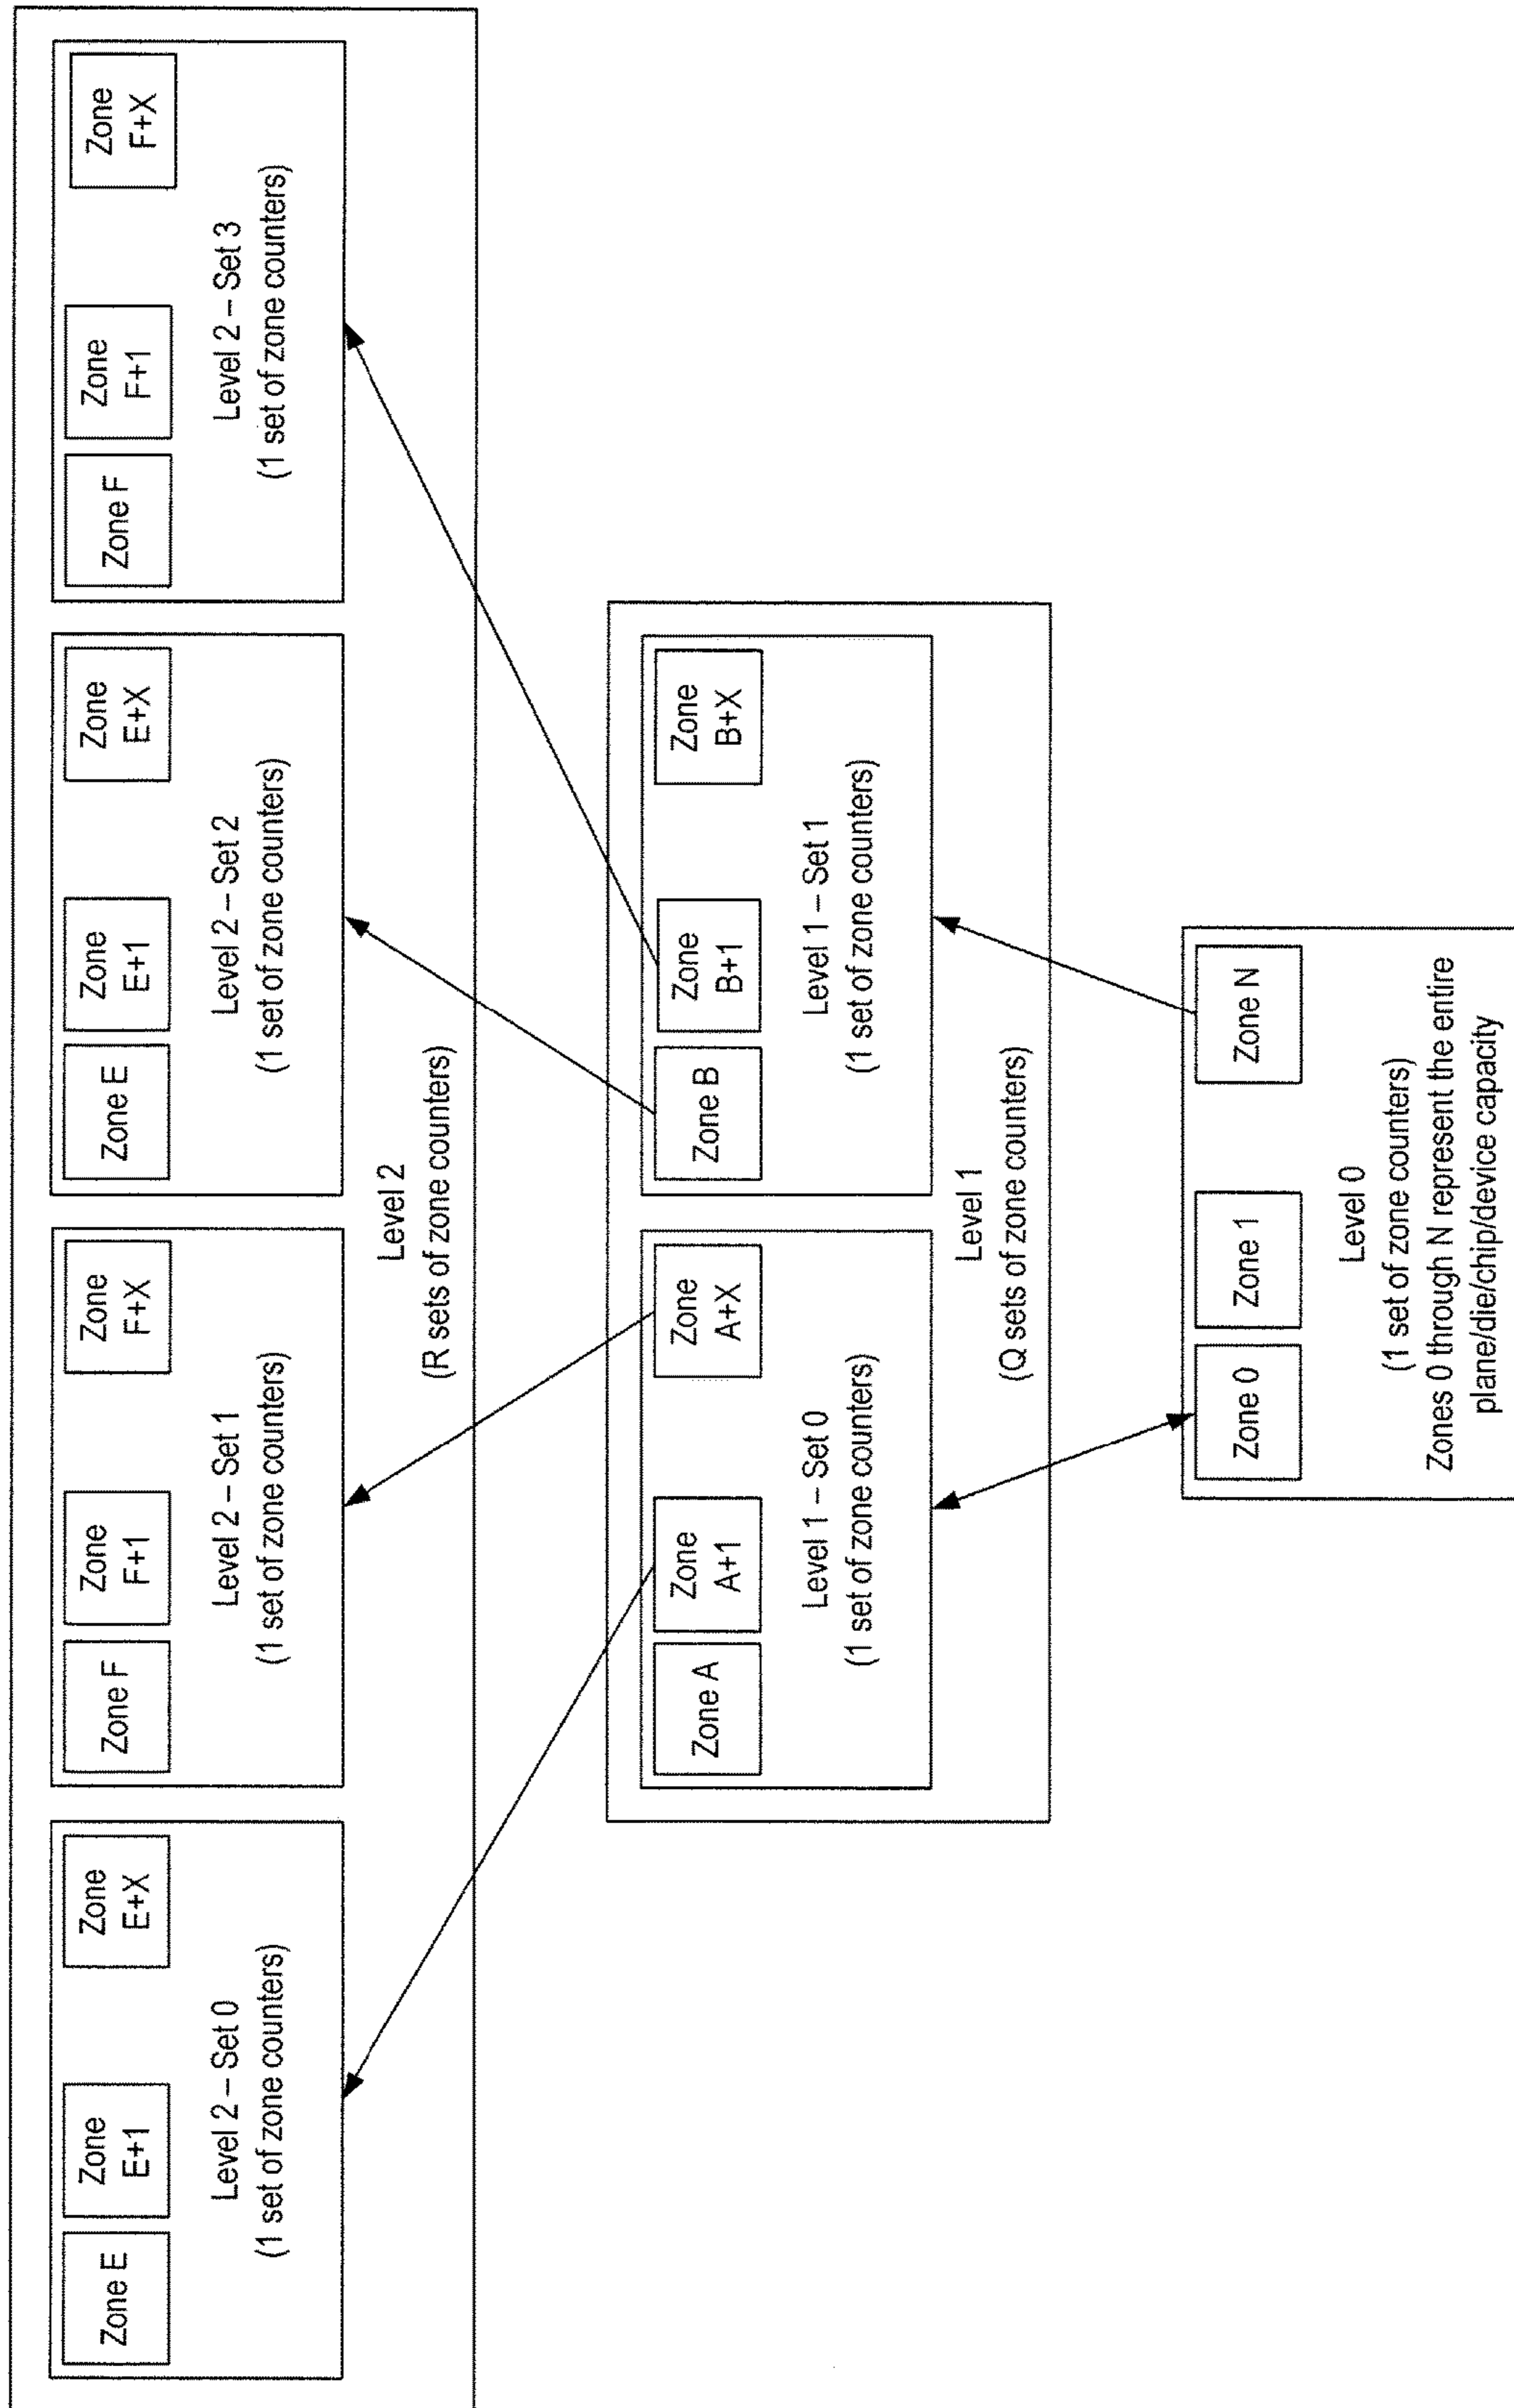 Zone E
Zone
E+1
Zone
E+X
Level 2 – Set 0
(1 set of zone counters)
Zone F
Zone
F+1
Zone
F+X
Level 2 – Set 1
(1 set of zone counters)
Zone E
Zone
E+1
Zone
E+X
Level 2 – Set 2
(1 set of zone counters)
Zone F
Zone
F+1
Zone
F+X
Level 2 – Set 3
(1 set of zone counters)
Level 2
(R sets of zone counters)
Zone A
Zone
A+1
Zone
A+X
Level 1 – Set 0
(1 set of zone counters)
Zone B
Zone
B+1
Zone
B+X
Level 1 – Set 1
(1 set of zone counters)
Level 1
(Q sets of zone counters)
Zone 0
Zone 1
Zone N
Level 0
(1 set of zone counters)
Zones 0 through N represent the entire
plane/die/chip/device capacity